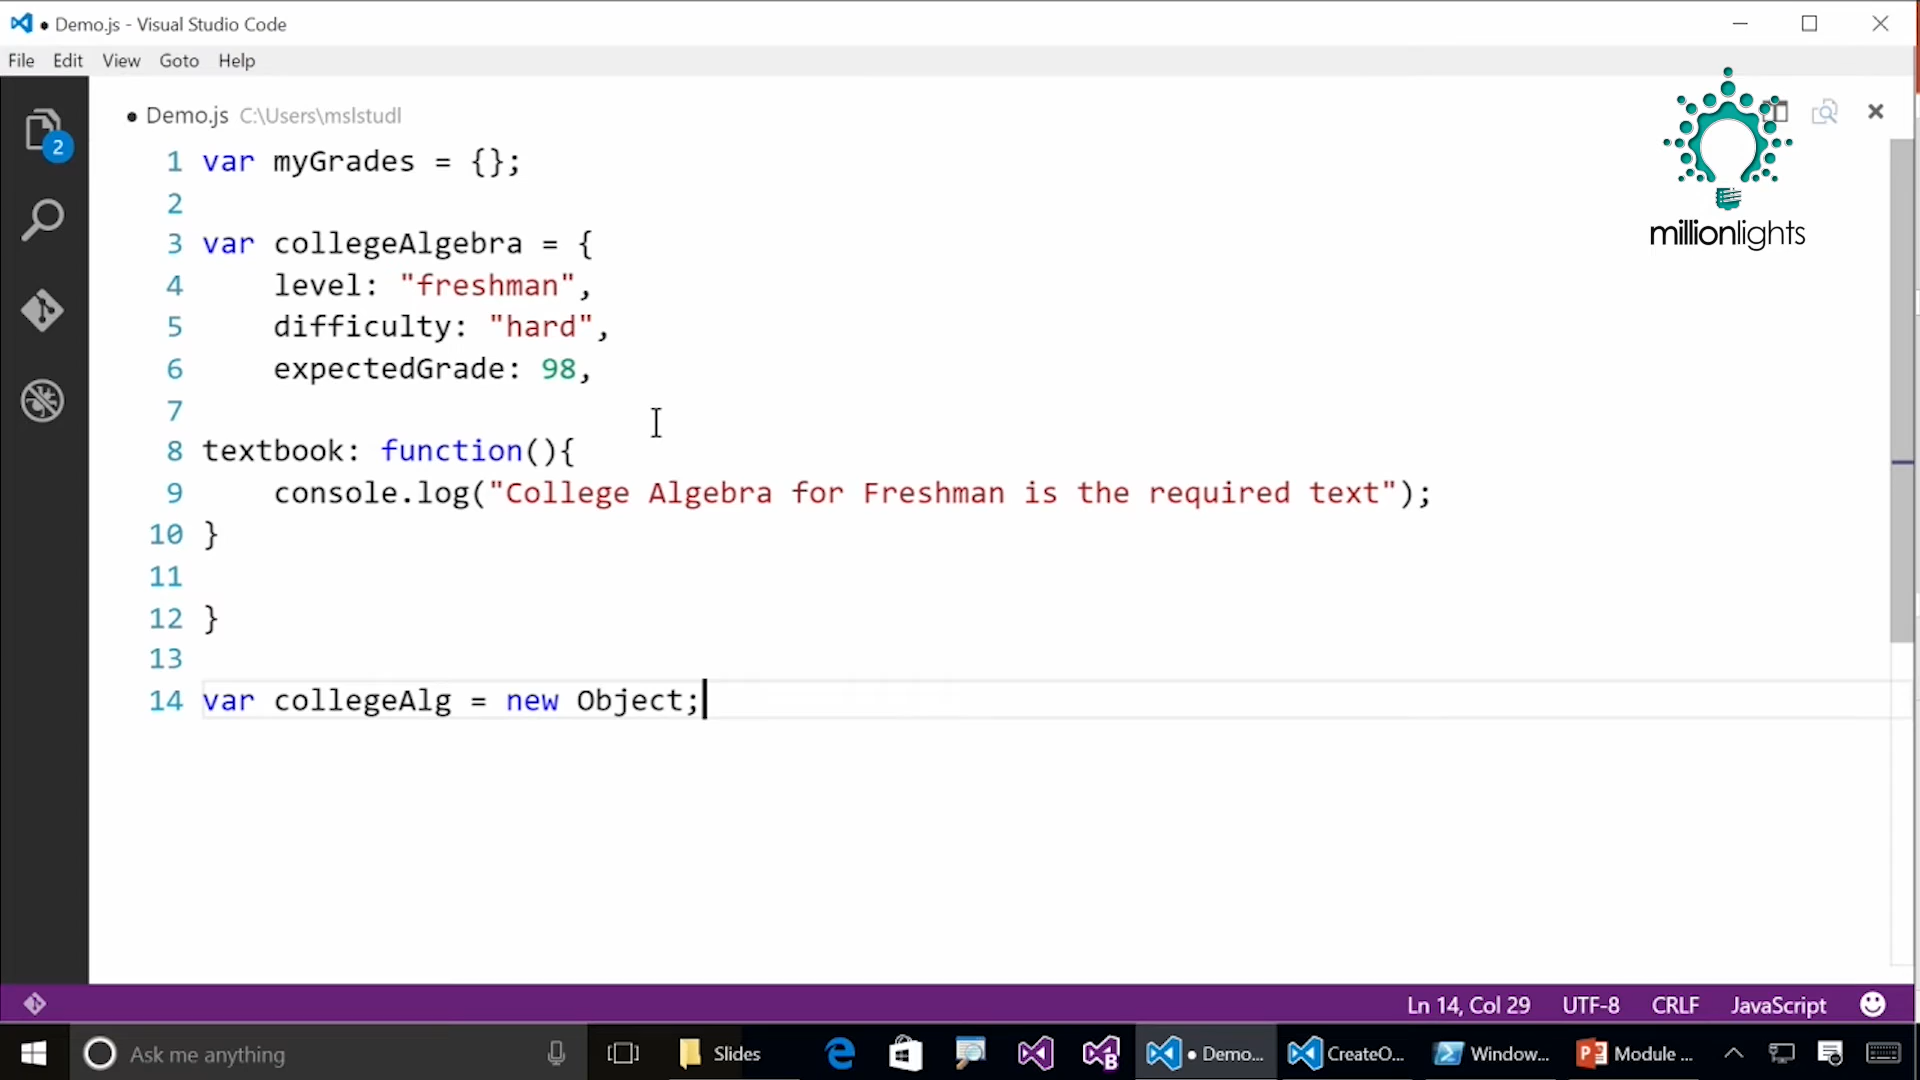 Demo.js - Visual Studio Code
File Edit View Goto Help
Demo.js C:\Users\mslstudl
millionlights
2
1 var myGrades = {};
2
3 var collegeAlgebra = {
4 level: "freshman",
5 difficulty: "hard",
6 expectedGrade: 98,
7
8 textbook: function(){
9 console.log("College Algebra for Freshman is the required text");
10 }
11
12 }
13
14 var collegeAlg = new Object;
Ln 14, Col 29 UTF-8 CRLF JavaScript
Ask me anything Slides Demo... CreateO... Window... Module ...